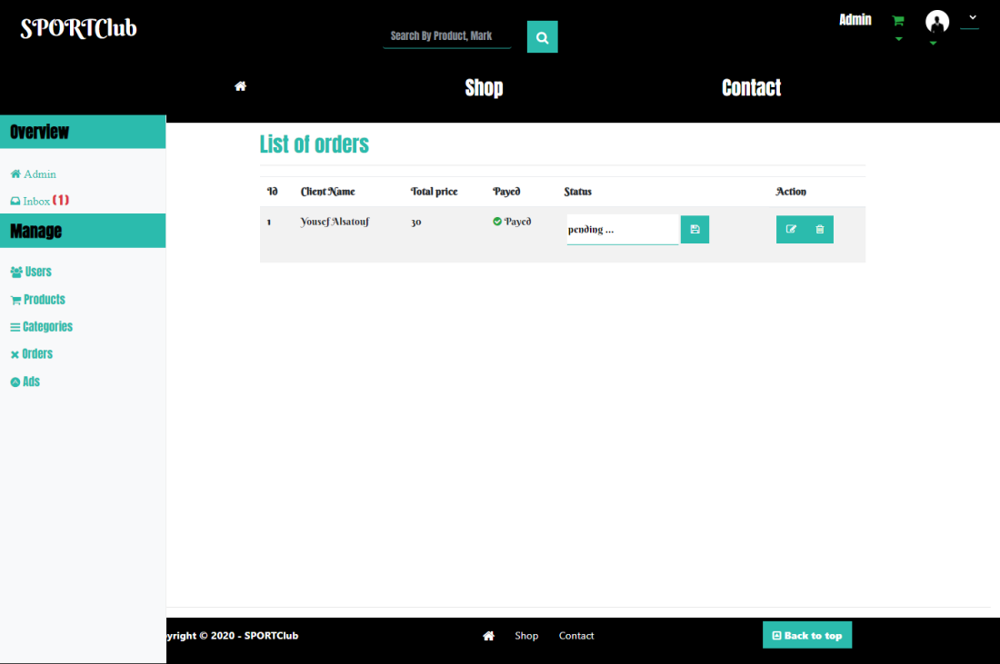 SPORTClub
Search By Product, Mark
Admin
Shop
Contact
Overview
Admin
Inbox (1)
Manage
Users
Products
Categories
Orders
Ads
List of orders
Id Client Name Total price Payed Status Action
1 Yousef Alsatouf 30 Payed pending ...
yright © 2020 - SPORTClub
Shop
Contact
Back to top